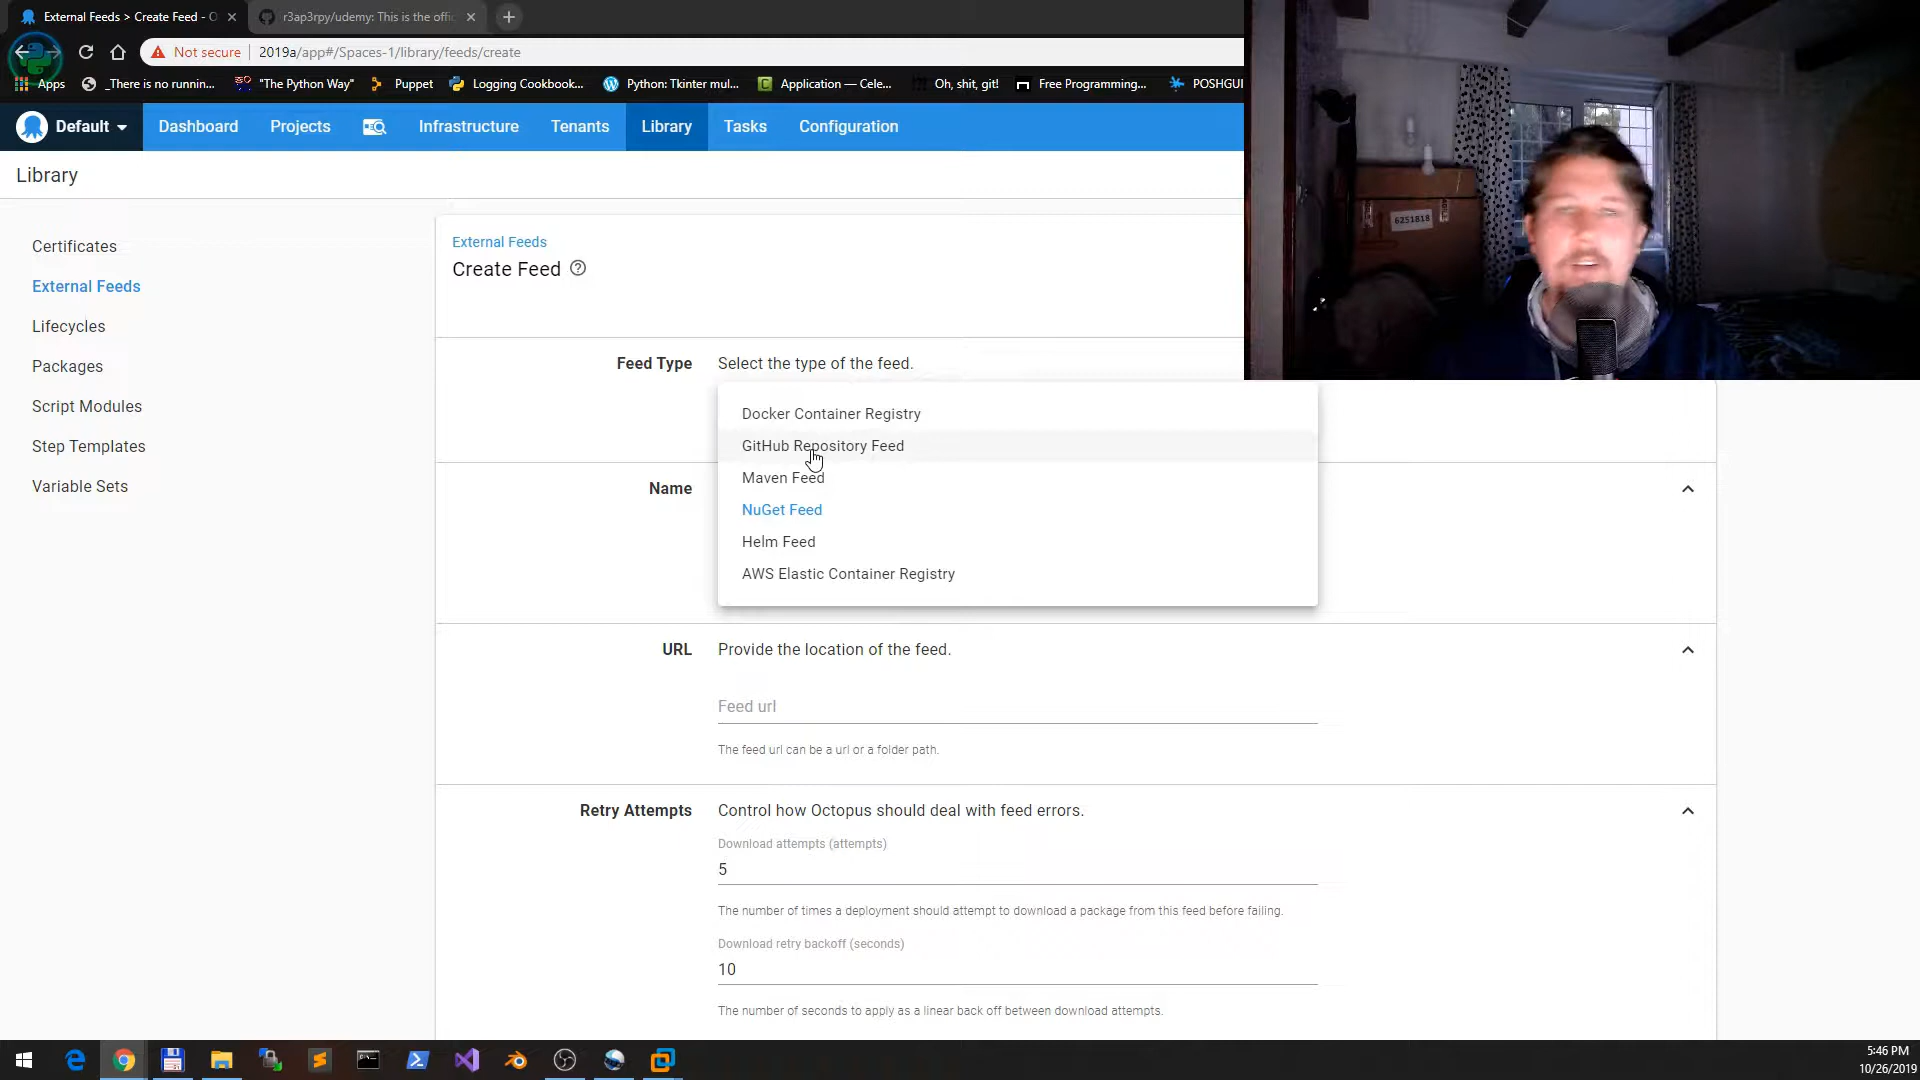 External Feeds > Create Feed - O
r3ap3rpy/udemy: This is the offic
Not secure
2019a/app#/Spaces-1/library/feeds/create
Apps
_There is no runnin...
"The Python Way"
Puppet
Logging Cookbook...
Python: Tkinter mul...
Application — Cele...
Oh, shit, git!
Free Programming...
POSHGUI
Default
Dashboard
Projects
Infrastructure
Tenants
Library
Tasks
Configuration
Library
Certificates
External Feeds
Lifecycles
Packages
Script Modules
Step Templates
Variable Sets
External Feeds
Create Feed
Feed Type
Select the type of the feed.
Docker Container Registry
GitHub Repository Feed
Maven Feed
NuGet Feed
Helm Feed
AWS Elastic Container Registry
Name
URL
Provide the location of the feed.
Feed url
The feed url can be a url or a folder path.
Retry Attempts
Control how Octopus should deal with feed errors.
Download attempts (attempts)
5
The number of times a deployment should attempt to download a package from this feed before failing.
Download retry backoff (seconds)
10
The number of seconds to apply as a linear back off between download attempts.
6251818
5:46 PM
10/26/2019